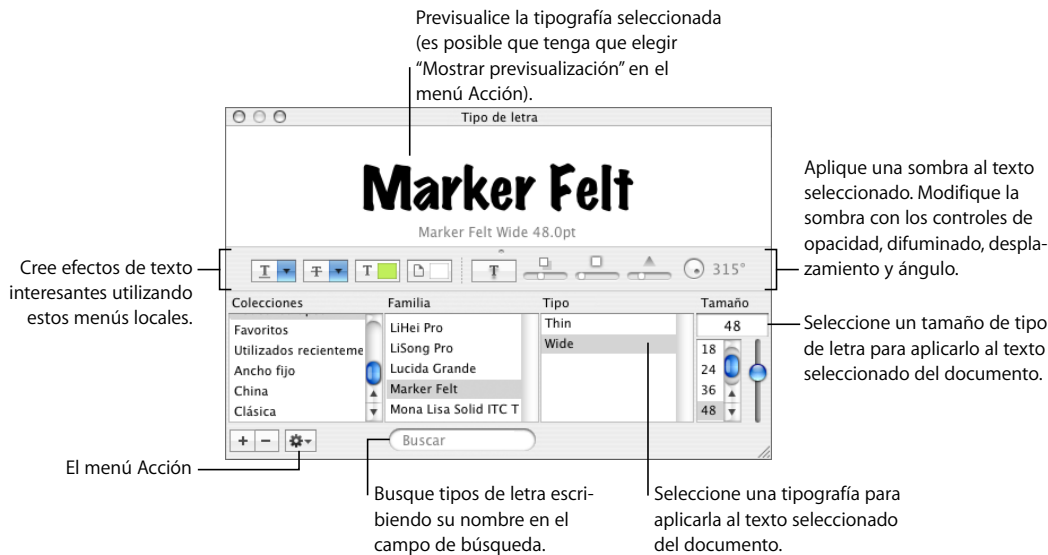 Previsualice la tipografía seleccionada
(es posible que tenga que elegir
“Mostrar previsualización” en el
menú Acción).
Tipo de letra
Marker Felt
Marker Felt Wide 48.0pt
Aplique una sombra al texto
seleccionado. Modifique la
sombra con los controles de
opacidad, difuminado, despla-
zamiento y ángulo.
Cree efectos de texto
interesantes utilizando
estos menús locales.
T T T T 315°
Colecciones Familia Tipo Tamaño
Favoritos
Utilizados recienteme
Ancho fijo
China
Clásica
LiHei Pro
LiSong Pro
Lucida Grande
Marker Felt
Mona Lisa Solid ITC T
Thin
Wide
48
18
24
36
48
Seleccione un tamaño de tipo
de letra para aplicarlo al texto
seleccionado del documento.
Buscar
El menú Acción
Busque tipos de letra escri-
biendo su nombre en el
campo de búsqueda.
Seleccione una tipografía para
aplicarla al texto seleccionado
del documento.